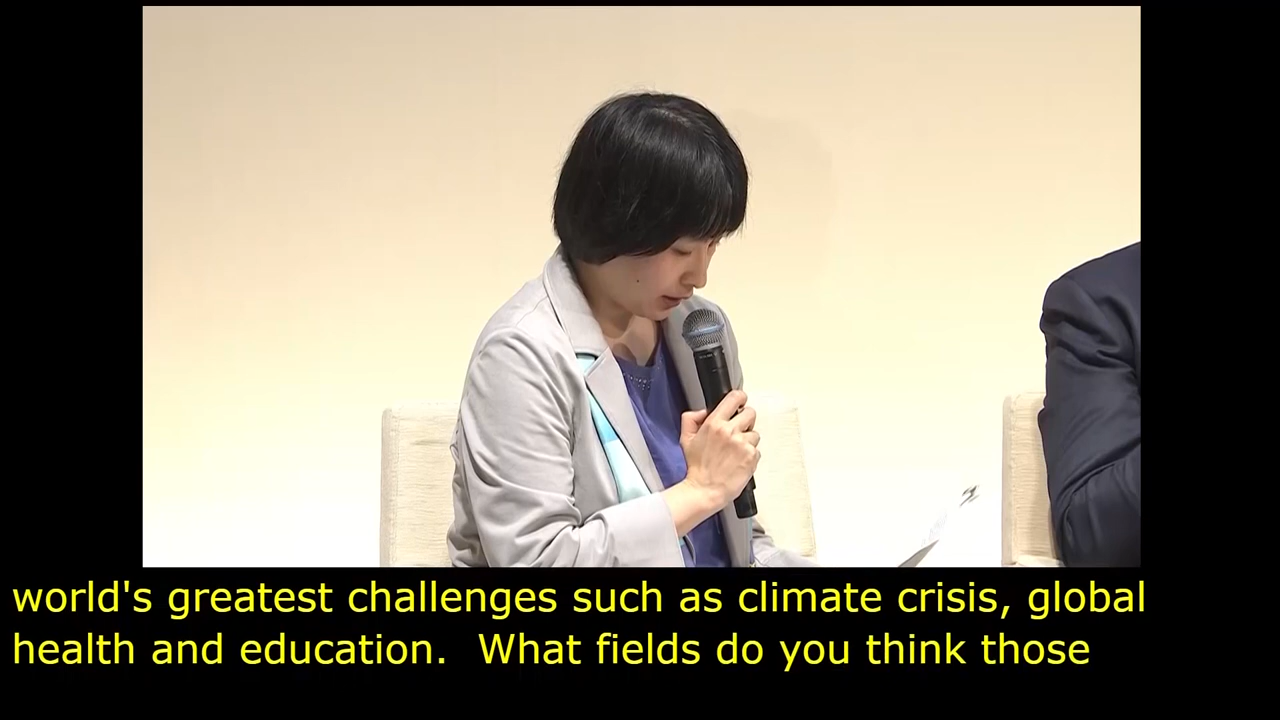 world's greatest challenges such as climate crisis, global
health and education.  What fields do you think those